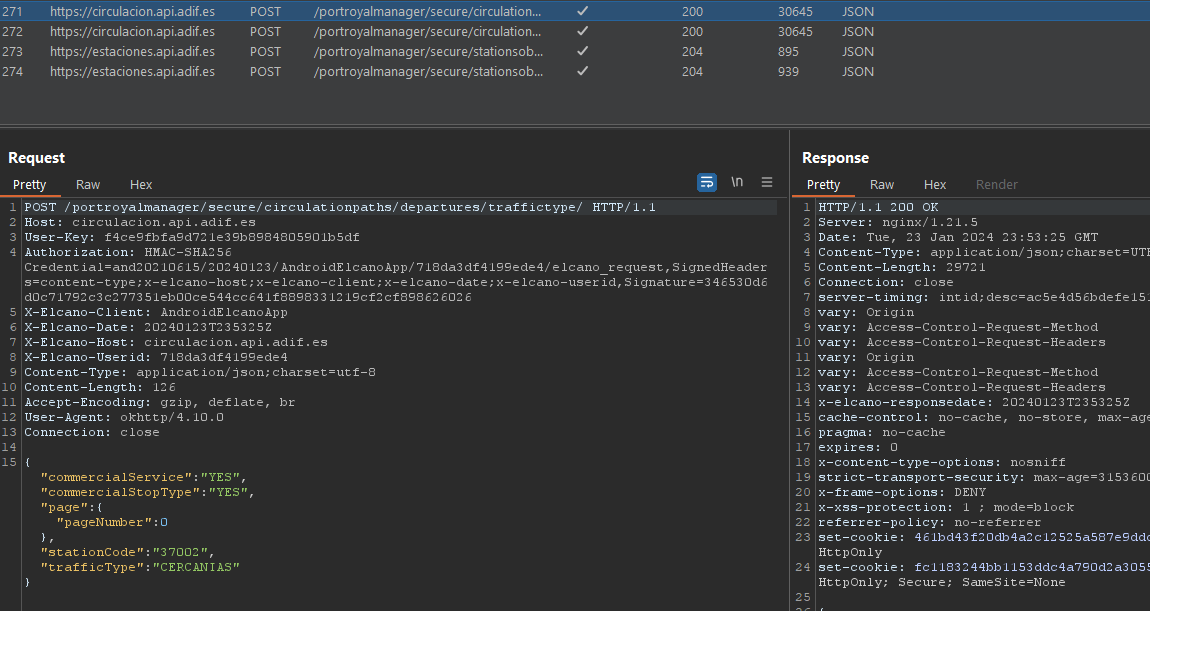 271 https://circulacion.api.adif.es POST /portroyalmanager/secure/circulation... ✓ 200 30645 JSON
272 https://circulacion.api.adif.es POST /portroyalmanager/secure/circulation... ✓ 200 30645 JSON
273 https://estaciones.api.adif.es POST /portroyalmanager/secure/stationsob... ✓ 204 895 JSON
274 https://estaciones.api.adif.es POST /portroyalmanager/secure/stationsob... ✓ 204 939 JSON
Request
Pretty Raw Hex \n
1 POST /portroyalmanager/secure/circulationpaths/departures/traffictype/ HTTP/1.1
2 Host: circulacion.api.adif.es
3 User-Key: f4ce9fbfa9d721e39b8984805901b5df
4 Authorization: HMAC-SHA256
Credential=and20210615/20240123/AndroidElcanoApp/718da3df4199ede4/elcano_request,SignedHeader
s=content-type;x-elcano-host;x-elcano-client;x-elcano-date;x-elcano-userid,Signature=346530d6
d0c71792c3c277351eb00ce544cc641f8898331219cf2cf898626026
5 X-Elcano-Client: AndroidElcanoApp
6 X-Elcano-Date: 20240123T235325Z
7 X-Elcano-Host: circulacion.api.adif.es
8 X-Elcano-Userid: 718da3df4199ede4
9 Content-Type: application/json;charset=utf-8
10 Content-Length: 126
11 Accept-Encoding: gzip, deflate, br
12 User-Agent: okhttp/4.10.0
13 Connection: close
14
15 {
"commercialService":"YES",
"commercialStopType":"YES",
"page":{
"pageNumber":0
},
"stationCode":"37002",
"trafficType":"CERCANIAS"
}
Response
Pretty Raw Hex Render
1 HTTP/1.1 200 OK
2 Server: nginx/1.21.5
3 Date: Tue, 23 Jan 2024 23:53:25 GMT
4 Content-Type: application/json;charset=UTF
5 Content-Length: 29721
6 Connection: close
7 server-timing: intid;desc=ac5e4d56bdefe151
8 vary: Origin
9 vary: Access-Control-Request-Method
10 vary: Access-Control-Request-Headers
11 vary: Origin
12 vary: Access-Control-Request-Method
13 vary: Access-Control-Request-Headers
14 x-elcano-responsedate: 20240123T235325Z
15 cache-control: no-cache, no-store, max-age
16 pragma: no-cache
17 expires: 0
18 x-content-type-options: nosniff
19 strict-transport-security: max-age=3153600
20 x-frame-options: DENY
21 x-xss-protection: 1 ; mode=block
22 referrer-policy: no-referrer
23 set-cookie: 461bd43f20db4a2c12525a587e9ddc
HttpOnly
24 set-cookie: fc1183244bb1153ddc4a790d2a3055
HttpOnly; Secure; SameSite=None
25